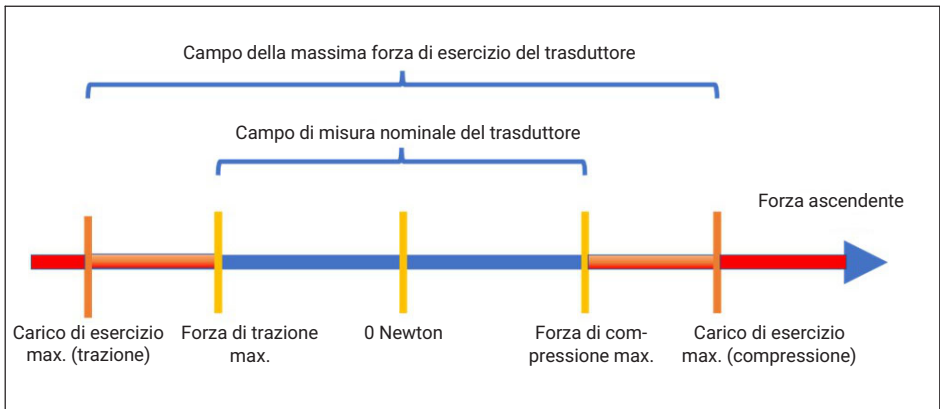 Campo della massima forza di esercizio del trasduttore
Campo di misura nominale del trasduttore
Forza ascendente
Carico di esercizio
max. (trazione)
Forza di trazione
max.
0 Newton
Forza di com-
pressione max.
Carico di esercizio
max. (compressione)